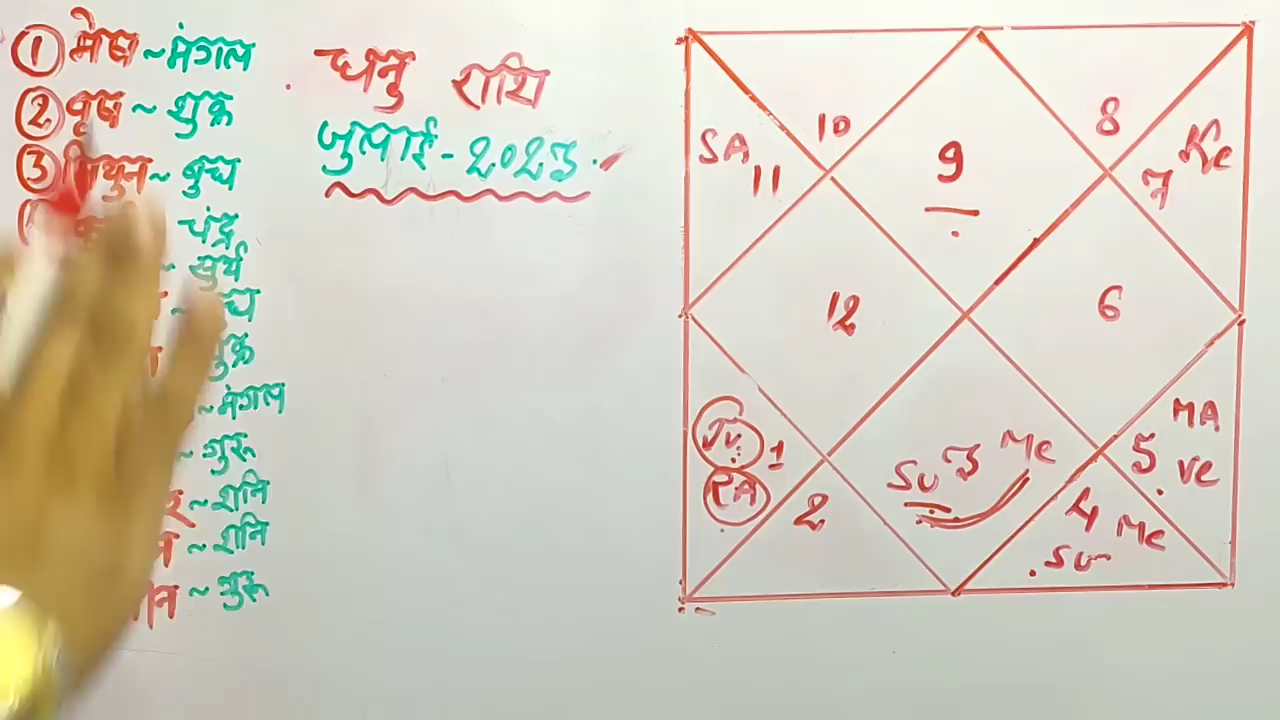 1 मेष ~ मंगल
2 वृष ~ शुक्र
3 मिथुन ~ बुध
चंद्र
~ सुर्य
~
~ मंगल
~ गुरू
~ शनि
~ शनि
~ गुरू
धनु राशि
जुलाई - 2023
10
9
8
SA
11
Ke
7
12
6
Ju
1
RA
2
Su 3 Me
4 Me
Su
5
MA
Ve